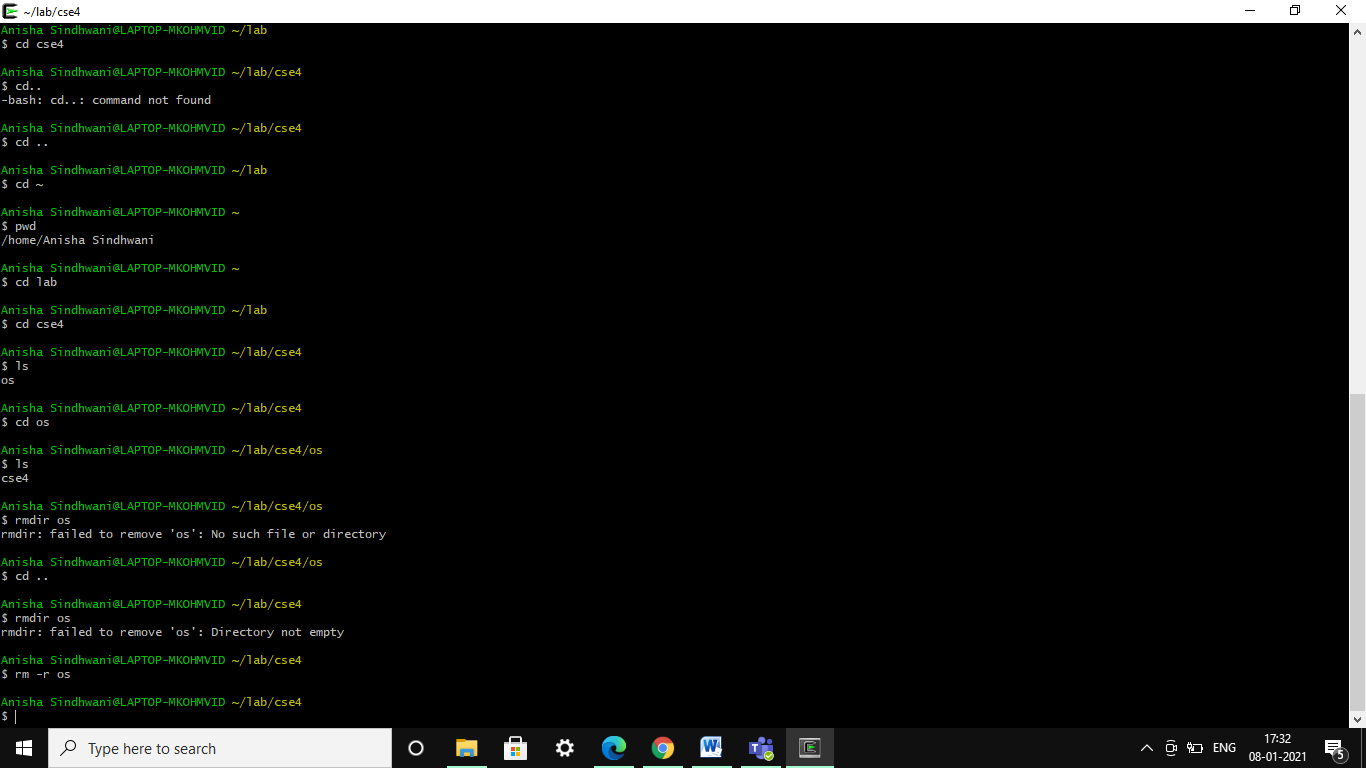 ~/lab/cse4
Anisha Sindhwani@LAPTOP-MKOHMVID ~/lab
$ cd cse4
Anisha Sindhwani@LAPTOP-MKOHMVID ~/lab/cse4
$ cd..
-bash: cd..: command not found
Anisha Sindhwani@LAPTOP-MKOHMVID ~/lab/cse4
$ cd ..
Anisha Sindhwani@LAPTOP-MKOHMVID ~/lab
$ cd ~
Anisha Sindhwani@LAPTOP-MKOHMVID ~
$ pwd
/home/Anisha Sindhwani
Anisha Sindhwani@LAPTOP-MKOHMVID ~
$ cd lab
Anisha Sindhwani@LAPTOP-MKOHMVID ~/lab
$ cd cse4
Anisha Sindhwani@LAPTOP-MKOHMVID ~/lab/cse4
$ ls
os
Anisha Sindhwani@LAPTOP-MKOHMVID ~/lab/cse4
$ cd os
Anisha Sindhwani@LAPTOP-MKOHMVID ~/lab/cse4/os
$ ls
cse4
Anisha Sindhwani@LAPTOP-MKOHMVID ~/lab/cse4/os
$ rmdir os
rmdir: failed to remove 'os': No such file or directory
Anisha Sindhwani@LAPTOP-MKOHMVID ~/lab/cse4/os
$ cd ..
Anisha Sindhwani@LAPTOP-MKOHMVID ~/lab/cse4
$ rmdir os
rmdir: failed to remove 'os': Directory not empty
Anisha Sindhwani@LAPTOP-MKOHMVID ~/lab/cse4
$ rm -r os
Anisha Sindhwani@LAPTOP-MKOHMVID ~/lab/cse4
$
Type here to search
ENG
17:32
08-01-2021
5